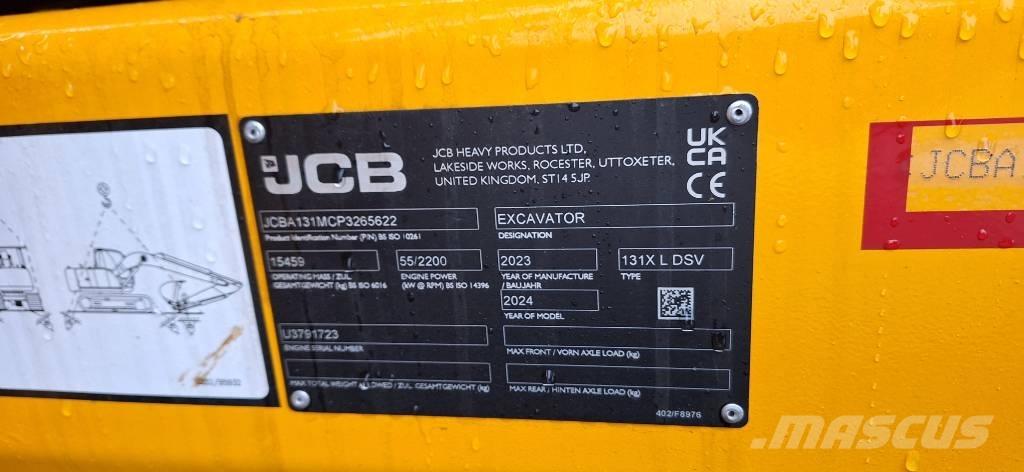 JCB
JCB HEAVY PRODUCTS LTD,
LAKESIDE WORKS, ROCESTER, UTTOXETER,
UNITED KINGDOM, ST14 5JP
UK
CA
CE
JCBA131MCP3265622
Product Identification Number (PIN) BS ISO 10261
EXCAVATOR
DESIGNATION
15459
OPERATING MASS / ZUL.
GESAMTGEWICHT (kg) BS ISO 6016
55/2200
ENGINE POWER
(kW @ RPM) BS ISO 14396
2023
YEAR OF MANUFACTURE
/ BAUJAHR
131X L DSV
TYPE
2024
YEAR OF MODEL
U3791723
ENGINE SERIAL NUMBER
MAX FRONT / VORN AXLE LOAD (kg)
MAX TOTAL WEIGHT ALLOWED / ZUL. GESAMTGEWICHT (kg)
MAX REAR / HINTEN AXLE LOAD (kg)
402/F8976
JCBA
MASCUS